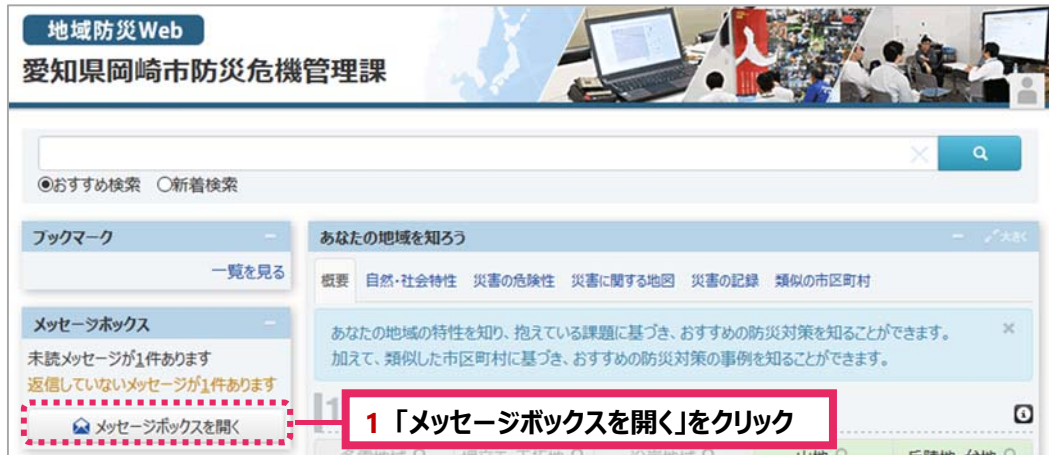 地域防災Web
愛知県岡崎市防災危機管理課
◉おすすめ検索 ○新着検索
ブックマーク
一覧を見る
メッセージボックス
未読メッセージが1件あります
返信していないメッセージが1件あります
メッセージボックスを開く
あなたの地域を知ろう
大きく
概要 自然・社会特性 災害の危険性 災害に関する地図 災害の記録 類似の市区町村
あなたの地域の特性を知り、抱えている課題に基づき、おすすめの防災対策を知ることができます。
加えて、類似した市区町村に基づき、おすすめの防災対策の事例を知ることができます。
1 「メッセージボックスを開く」をクリック